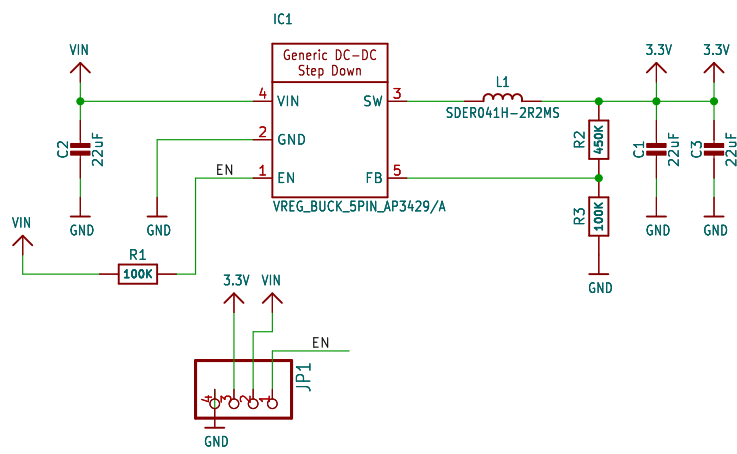 IC1
VIN
Generic DC-DC
Step Down
3.3V
3.3V
4
VIN
SW
3
L1
SDER041H-2R2MS
C2
22uF
2
GND
R2
450K
C1
22uF
C3
22uF
EN
1
EN
FB
5
VREG_BUCK_5PIN_AP3429/A
R3
100K
VIN
GND
GND
GND
GND
R1
100K
GND
3.3V
VIN
EN
JP1
4
3
2
1
GND